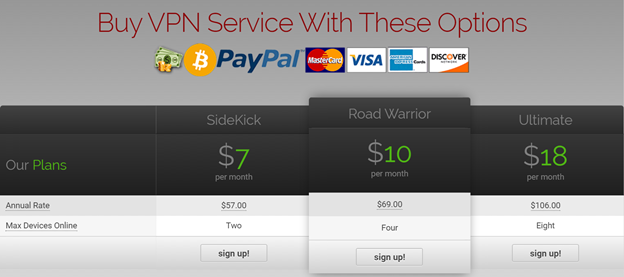 Buy VPN Service With These Options
PayPal MasterCard VISA AMERICAN EXPRESS Cards DISCOVER NETWORK
SideKick Road Warrior Ultimate
Our Plans $7 per month $10 per month $18 per month
Annual Rate $57.00 $69.00 $106.00
Max Devices Online Two Four Eight
sign up! sign up! sign up!